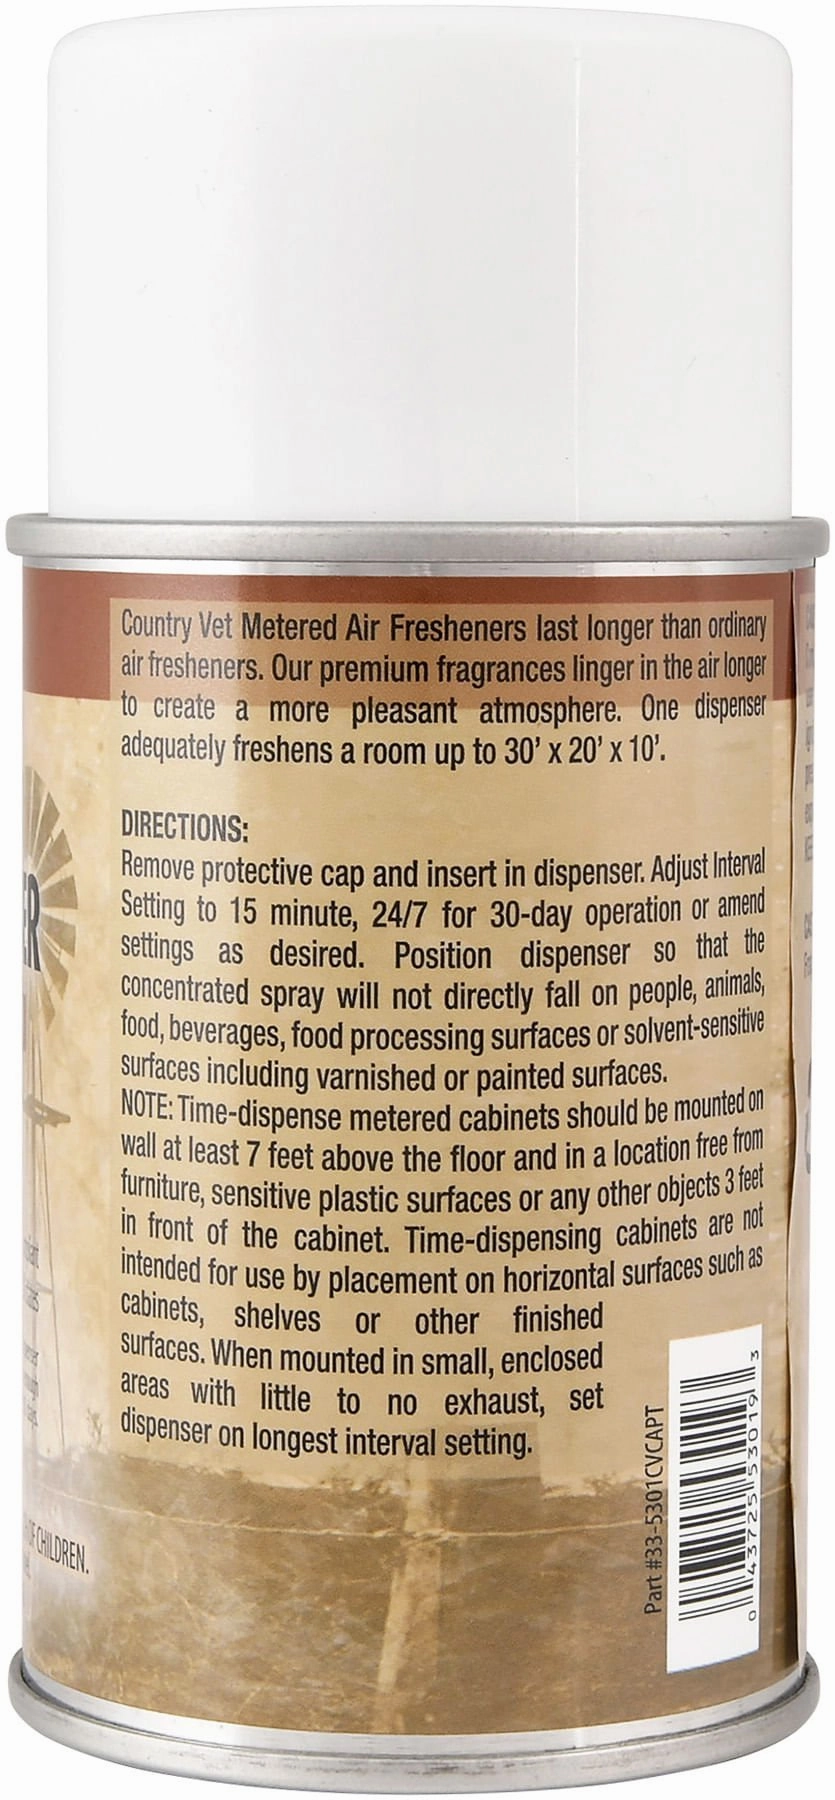 Country Vet Metered Air Fresheners last longer than ordinary
air fresheners. Our premium fragrances linger in the air longer
to create a more pleasant atmosphere. One dispenser
adequately freshens a room up to 30' x 20' x 10'.
DIRECTIONS:
Remove protective cap and insert in dispenser. Adjust Interval
Setting to 15 minute, 24/7 for 30-day operation or amend
settings as desired. Position dispenser so that the
concentrated spray will not directly fall on people, animals,
food, beverages, food processing surfaces or solvent-sensitive
surfaces including varnished or painted surfaces.
NOTE: Time-dispense metered cabinets should be mounted on
wall at least 7 feet above the floor and in a location free from
furniture, sensitive plastic surfaces or any other objects 3 feet
in front of the cabinet. Time-dispensing cabinets are not
intended for use by placement on horizontal surfaces such as
cabinets, shelves or other finished
surfaces. When mounted in small, enclosed
areas with little to no exhaust, set
dispenser on longest interval setting.
Part #33-5301CVCAPT
0 43725 53019 3
OF CHILDREN.